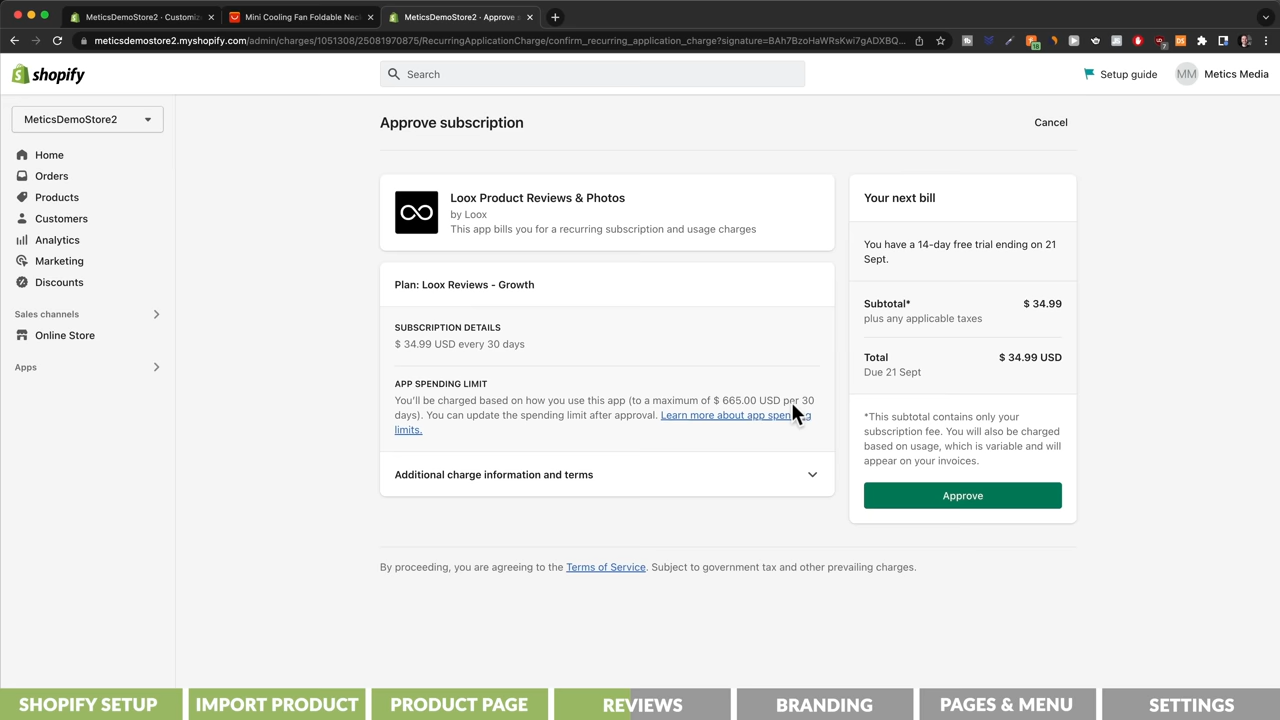 MeticsDemoStore2 · Customize
Mini Cooling Fan Foldable Nec
MeticsDemoStore2 · Approve s
meticsdemostore2.myshopify.com/admin/charges/1051308/25081970875/RecurringApplicationCharge/confirm_recurring_application_charge?signature=BAh7BzoHaWRsKwi7gADXBQ...
shopify
Search
Setup guide
MM
Metics Media
MeticsDemoStore2
Home
Orders
Products
Customers
Analytics
Marketing
Discounts
Sales channels
Online Store
Apps
Approve subscription
Cancel
Loox Product Reviews & Photos
by Loox
This app bills you for a recurring subscription and usage charges
Plan: Loox Reviews - Growth
SUBSCRIPTION DETAILS
$ 34.99 USD every 30 days
APP SPENDING LIMIT
You'll be charged based on how you use this app (to a maximum of $ 665.00 USD per 30
days). You can update the spending limit after approval. Learn more about app spending
limits.
Additional charge information and terms
Your next bill
You have a 14-day free trial ending on 21
Sept.
Subtotal* $ 34.99
plus any applicable taxes
Total $ 34.99 USD
Due 21 Sept
*This subtotal contains only your
subscription fee. You will also be charged
based on usage, which is variable and will
appear on your invoices.
Approve
By proceeding, you are agreeing to the Terms of Service. Subject to government tax and other prevailing charges.
SHOPIFY SETUP
IMPORT PRODUCT
PRODUCT PAGE
REVIEWS
BRANDING
PAGES & MENU
SETTINGS